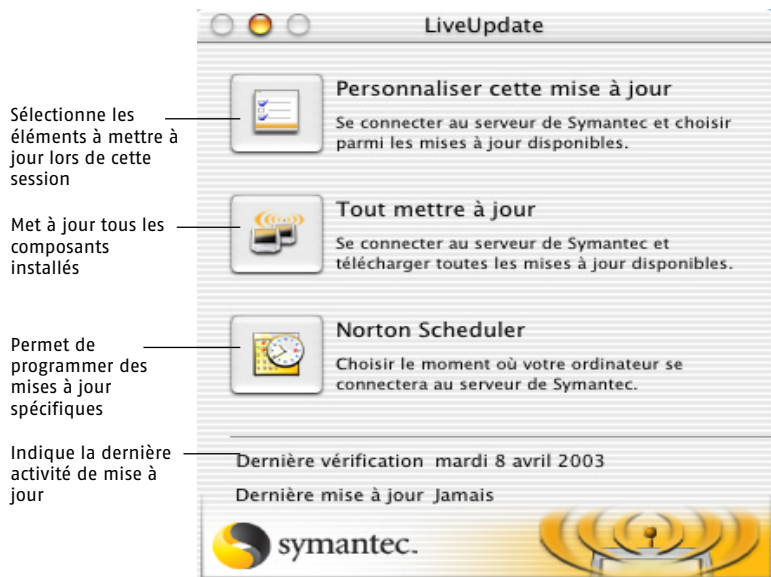 LiveUpdate
Sélectionne les
éléments à mettre à
jour lors de cette
session
Personnaliser cette mise à jour
Se connecter au serveur de Symantec et choisir
parmi les mises à jour disponibles.
Met à jour tous les
composants
installés
Tout mettre à jour
Se connecter au serveur de Symantec et
télécharger toutes les mises à jour disponibles.
Permet de
programmer des
mises à jour
spécifiques
Norton Scheduler
Choisir le moment où votre ordinateur se
connectera au serveur de Symantec.
Indique la dernière
activité de mise à
jour
Dernière vérification mardi 8 avril 2003
Dernière mise à jour Jamais
symantec.